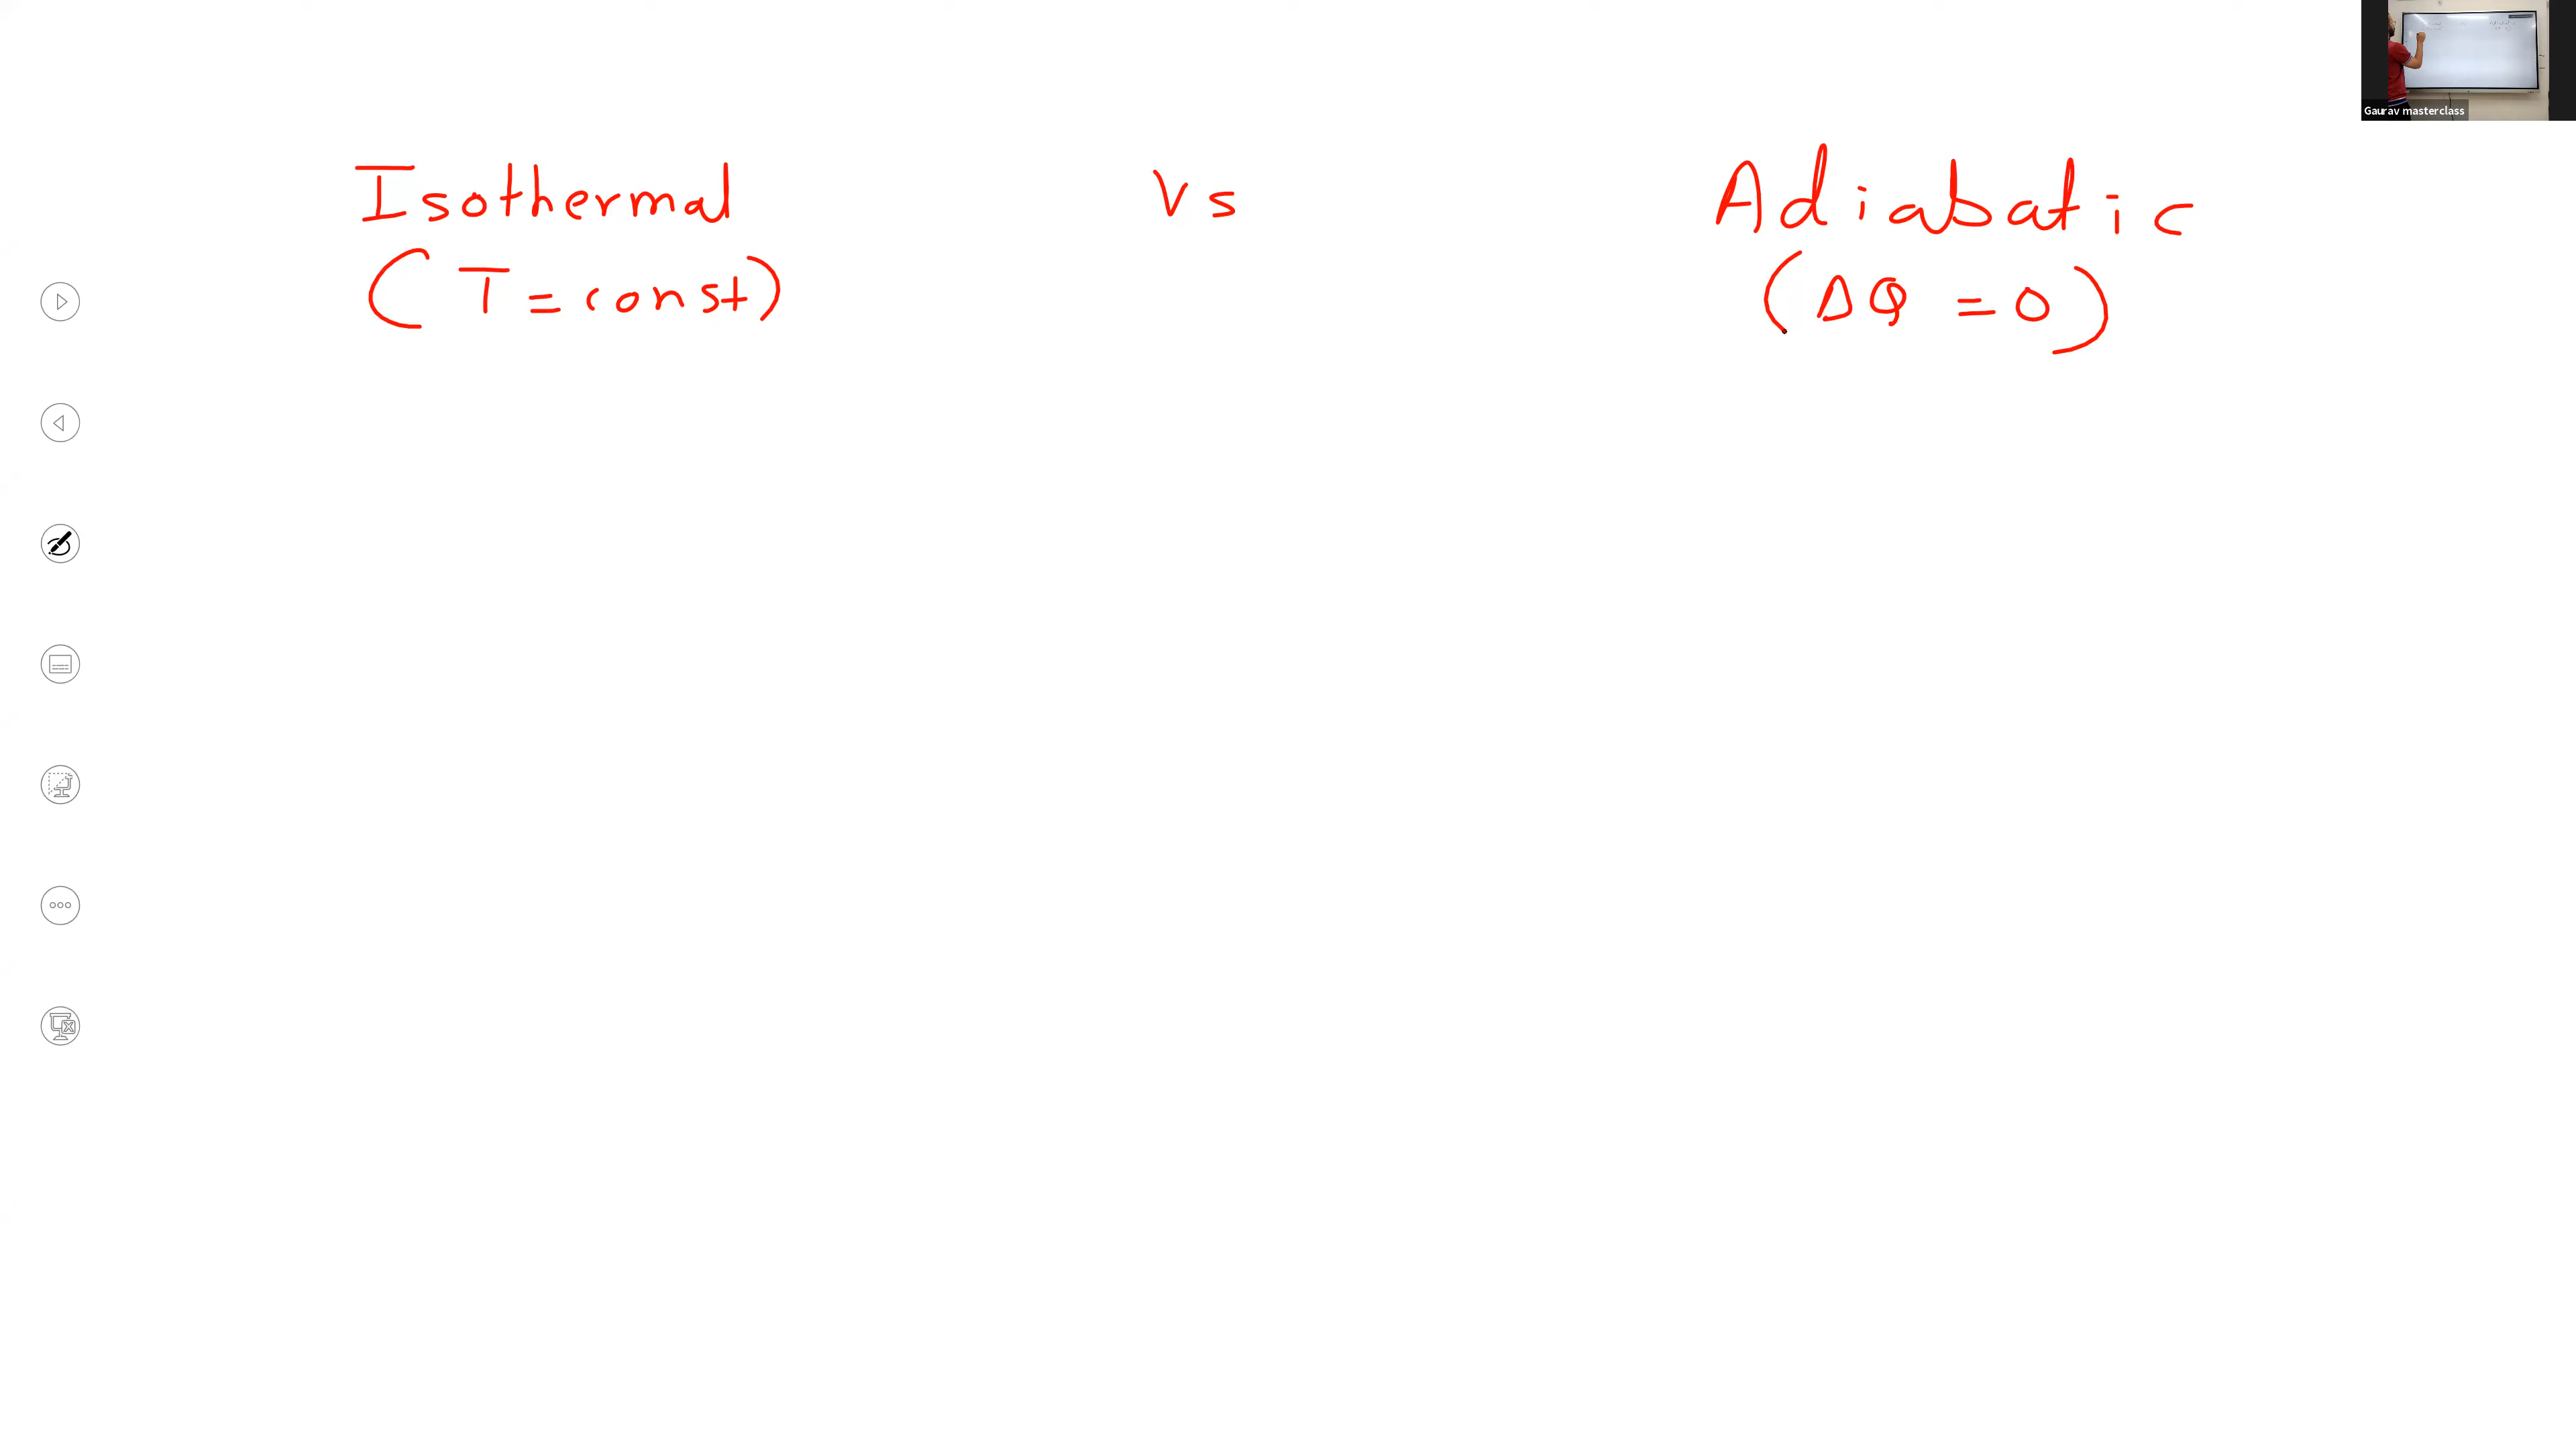 Gaurav masterclass
Isothermal Vs Adiabatic
(T = const) (ΔQ = 0)